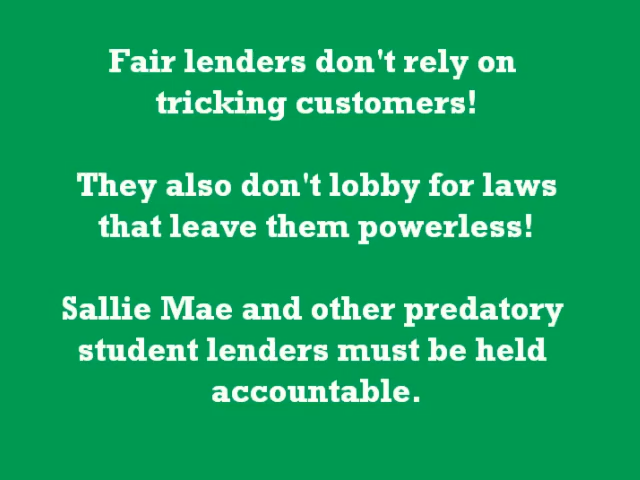 Fair lenders don't rely on
tricking customers!
They also don't lobby for laws
that leave them powerless!
Sallie Mae and other predatory
student lenders must be held
accountable.